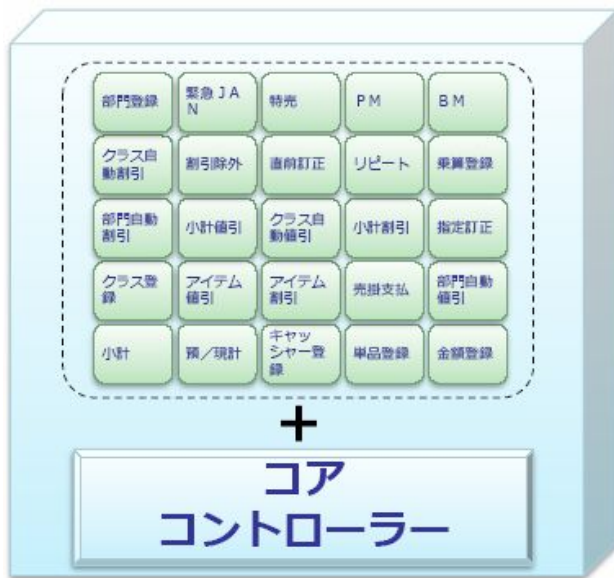 部門登録
緊急ＪＡ
Ｎ
特売
ＰＭ
ＢＭ
クラス自
動割引
割引除外
直前訂正
リピート
乗算登録
部門自動
割引
小計値引
クラス自
動値引
小計割引
指定訂正
クラス登
録
アイテム
値引
アイテム
割引
売掛支払
部門自動
値引
小計
預／現計
キャッ
シャー登
録
単品登録
金額登録
＋
コア
コントローラー